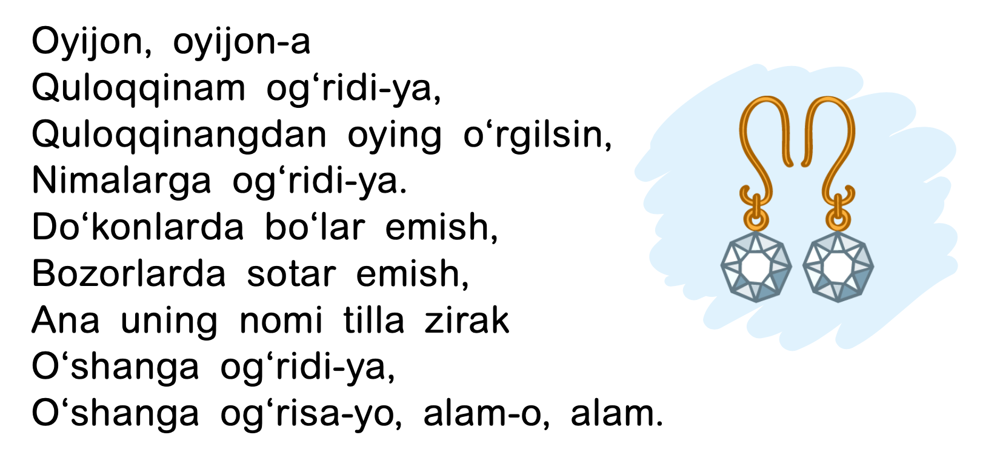 Oyijon, oyijon-a
Quloqqinam og‘ridi-ya,
Quloqqinangdan oying o‘rgilsin,
Nimalarga og‘ridi-ya.
Do‘konlarda bo‘lar emish,
Bozorlarda sotar emish,
Ana uning nomi tilla zirak
O‘shanga og‘ridi-ya,
O‘shanga og‘risa-yo, alam-o, alam.